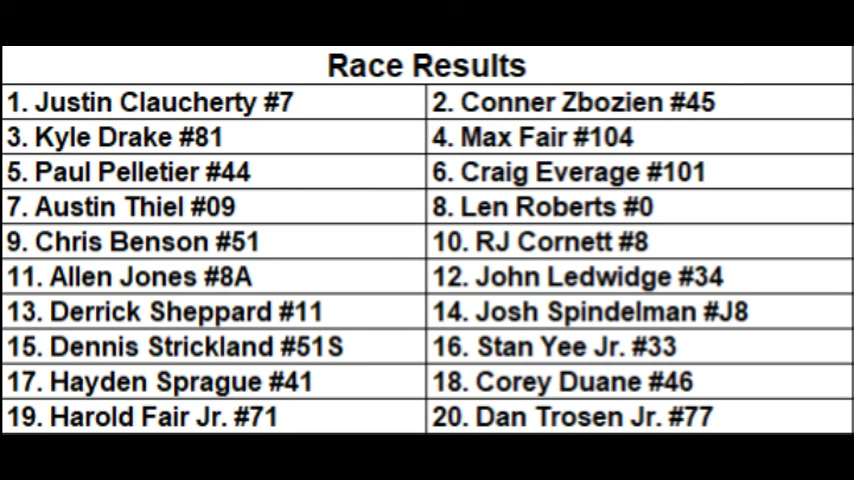 Race Results
1. Justin Claucherty #7
2. Conner Zbozien #45
3. Kyle Drake #81
4. Max Fair #104
5. Paul Pelletier #44
6. Craig Everage #101
7. Austin Thiel #09
8. Len Roberts #0
9. Chris Benson #51
10. RJ Cornett #8
11. Allen Jones #8A
12. John Ledwidge #34
13. Derrick Sheppard #11
14. Josh Spindelman #J8
15. Dennis Strickland #51S
16. Stan Yee Jr. #33
17. Hayden Sprague #41
18. Corey Duane #46
19. Harold Fair Jr. #71
20. Dan Trosen Jr. #77